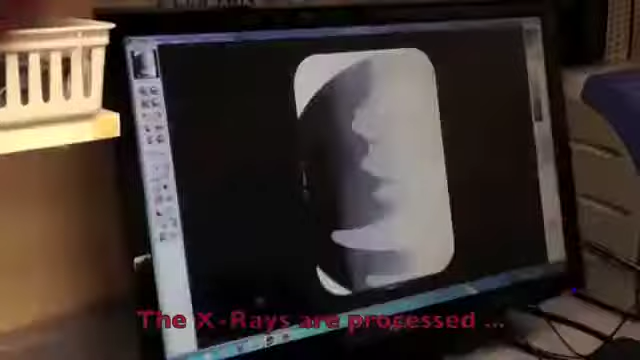 The X-Rays are processed ...